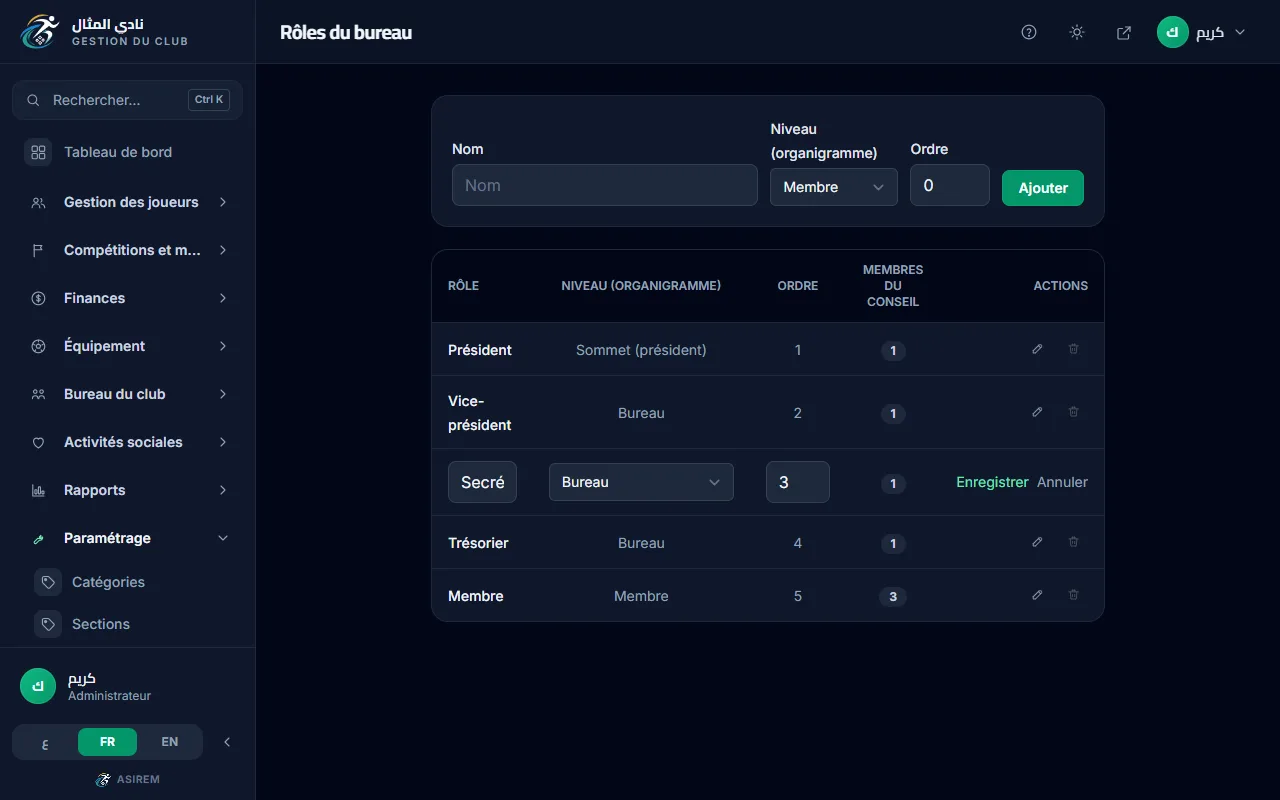 نادي المثال
GESTION DU CLUB
Rechercher...
Ctrl K
Tableau de bord
Gestion des joueurs
Compétitions et m...
Finances
Équipement
Bureau du club
Activités sociales
Rapports
Paramétrage
Catégories
Sections
ك
كريم
Administrateur
ع
FR
EN
ASIREM
Rôles du bureau
ك
كريم
Nom
Nom
Niveau
(organigramme)
Membre
Ordre
0
Ajouter
RÔLE
NIVEAU (ORGANIGRAMME)
ORDRE
MEMBRES
DU
CONSEIL
ACTIONS
Président
Sommet (président)
1
1
Vice-
président
Bureau
2
1
Secré
Bureau
3
1
Enregistrer
Annuler
Trésorier
Bureau
4
1
Membre
Membre
5
3